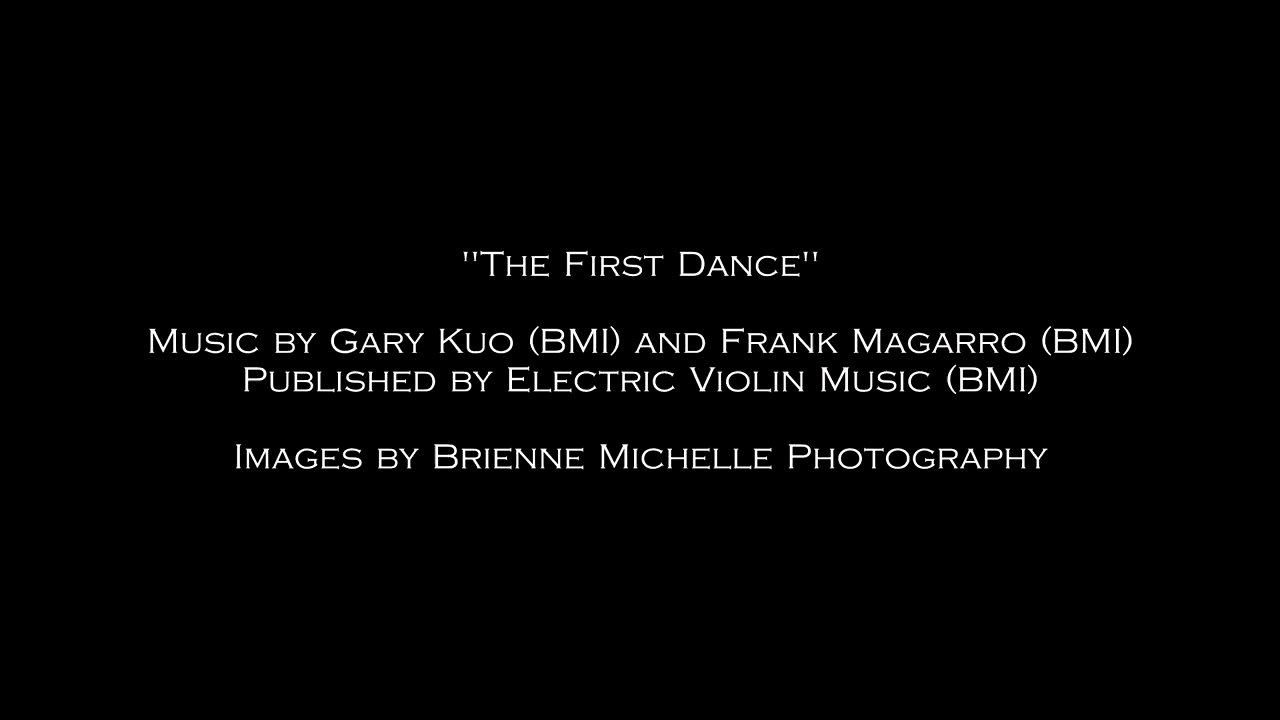 "The First Dance"
Music by Gary Kuo (BMI) and Frank Magarro (BMI)
Published by Electric Violin Music (BMI)
Images by Brienne Michelle Photography